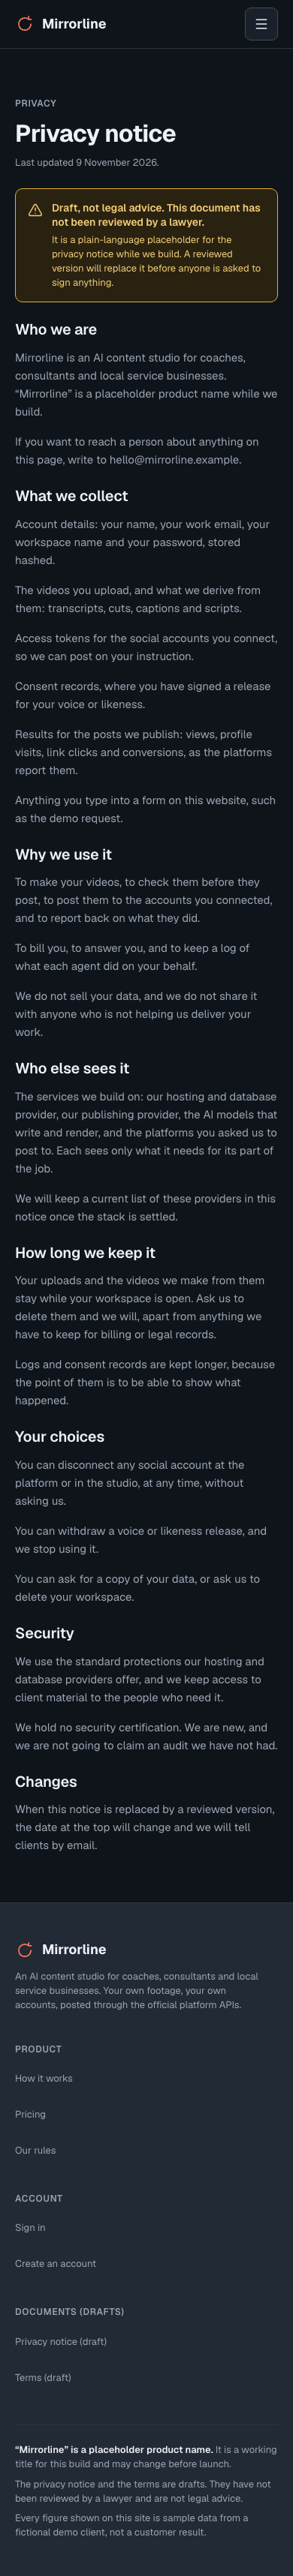 Mirrorline
PRIVACY
Privacy notice
Last updated 9 November 2026.
Draft, not legal advice. This document has
not been reviewed by a lawyer.
It is a plain-language placeholder for the
privacy notice while we build. A reviewed
version will replace it before anyone is asked to
sign anything.
Who we are
Mirrorline is an AI content studio for coaches,
consultants and local service businesses.
“Mirrorline” is a placeholder product name while we
build.
If you want to reach a person about anything on
this page, write to hello@mirrorline.example.
What we collect
Account details: your name, your work email, your
workspace name and your password, stored
hashed.
The videos you upload, and what we derive from
them: transcripts, cuts, captions and scripts.
Access tokens for the social accounts you connect,
so we can post on your instruction.
Consent records, where you have signed a release
for your voice or likeness.
Results for the posts we publish: views, profile
visits, link clicks and conversions, as the platforms
report them.
Anything you type into a form on this website, such
as the demo request.
Why we use it
To make your videos, to check them before they
post, to post them to the accounts you connected,
and to report back on what they did.
To bill you, to answer you, and to keep a log of
what each agent did on your behalf.
We do not sell your data, and we do not share it
with anyone who is not helping us deliver your
work.
Who else sees it
The services we build on: our hosting and database
provider, our publishing provider, the AI models that
write and render, and the platforms you asked us to
post to. Each sees only what it needs for its part of
the job.
We will keep a current list of these providers in this
notice once the stack is settled.
How long we keep it
Your uploads and the videos we make from them
stay while your workspace is open. Ask us to
delete them and we will, apart from anything we
have to keep for billing or legal records.
Logs and consent records are kept longer, because
the point of them is to be able to show what
happened.
Your choices
You can disconnect any social account at the
platform or in the studio, at any time, without
asking us.
You can withdraw a voice or likeness release, and
we stop using it.
You can ask for a copy of your data, or ask us to
delete your workspace.
Security
We use the standard protections our hosting and
database providers offer, and we keep access to
client material to the people who need it.
We hold no security certification. We are new, and
we are not going to claim an audit we have not had.
Changes
When this notice is replaced by a reviewed version,
the date at the top will change and we will tell
clients by email.
Mirrorline
An AI content studio for coaches, consultants and local
service businesses. Your own footage, your own
accounts, posted through the official platform APIs.
PRODUCT
How it works
Pricing
Our rules
ACCOUNT
Sign in
Create an account
DOCUMENTS (DRAFTS)
Privacy notice (draft)
Terms (draft)
“Mirrorline” is a placeholder product name. It is a working
title for this build and may change before launch.
The privacy notice and the terms are drafts. They have not
been reviewed by a lawyer and are not legal advice.
Every figure shown on this site is sample data from a
fictional demo client, not a customer result.